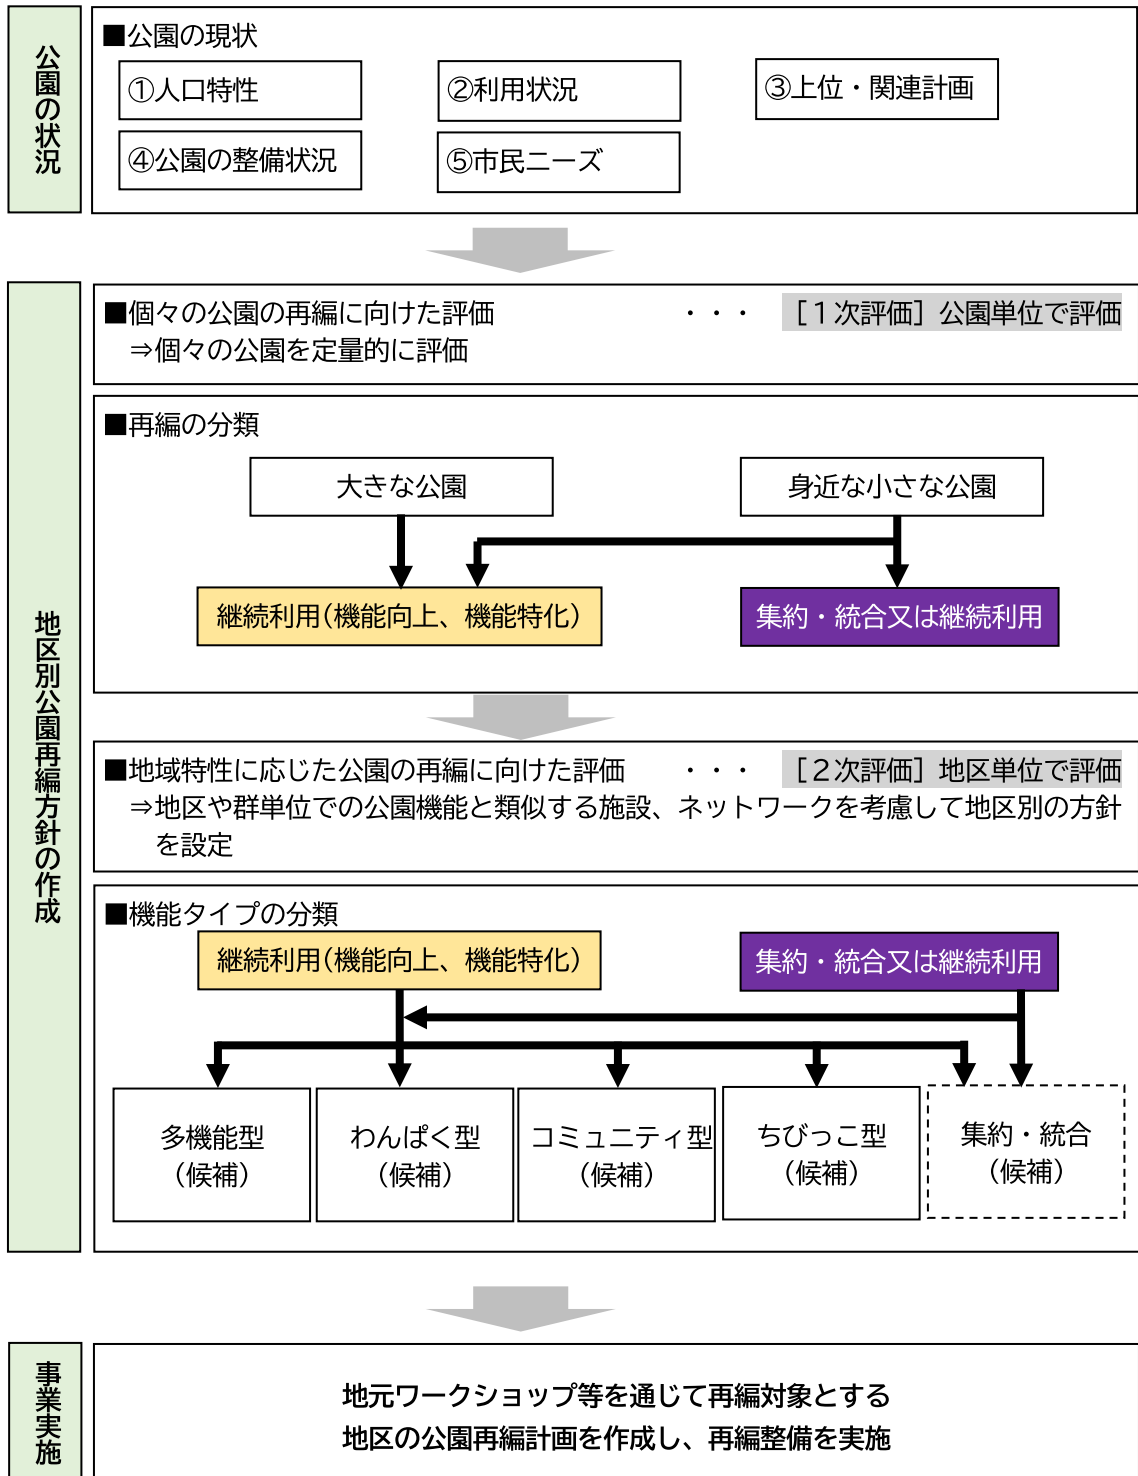 公園の状況
■公園の現状
①人口特性
②利用状況
③上位・関連計画
④公園の整備状況
⑤市民ニーズ
地区別公園再編方針の作成
■個々の公園の再編に向けた評価 ・・・ ［１次評価］公園単位で評価
⇒個々の公園を定量的に評価
■再編の分類
大きな公園
身近な小さな公園
継続利用（機能向上、機能特化）
集約・統合又は継続利用
■地域特性に応じた公園の再編に向けた評価 ・・・ ［２次評価］地区単位で評価
⇒地区や群単位での公園機能と類似する施設、ネットワークを考慮して地区別の方針
を設定
■機能タイプの分類
継続利用（機能向上、機能特化）
集約・統合又は継続利用
多機能型
（候補）
わんぱく型
（候補）
コミュニティ型
（候補）
ちびっこ型
（候補）
集約・統合
（候補）
事業実施
地元ワークショップ等を通じて再編対象とする
地区の公園再編計画を作成し、再編整備を実施